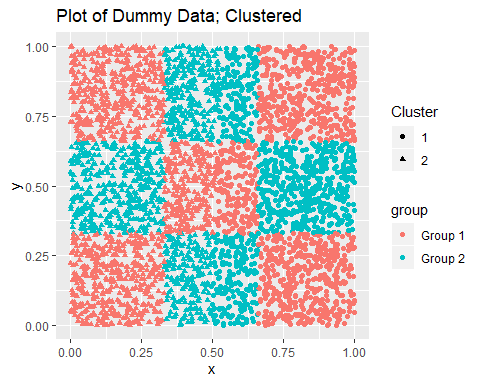 Plot of Dummy Data; Clustered
1.00
0.75
0.50
0.25
0.00
y
0.00 0.25 0.50 0.75 1.00
x
Cluster
1
2
group
Group 1
Group 2